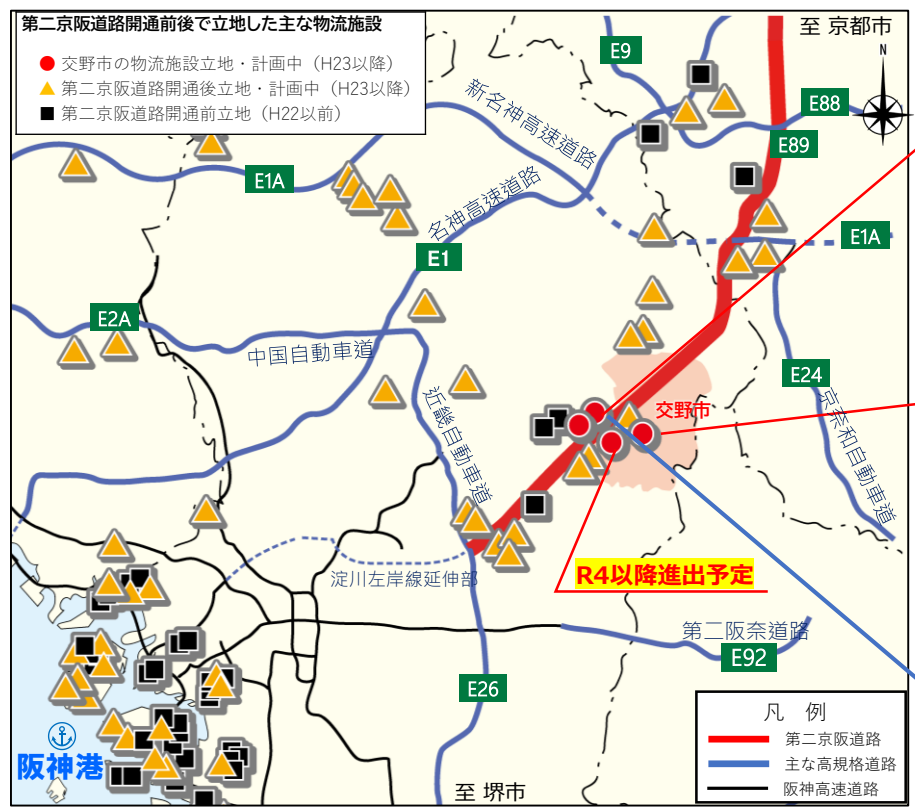 第二京阪道路開通前後で立地した主な物流施設
交野市の物流施設立地・計画中（H23以降）
第二京阪道路開通後立地・計画中（H23以降）
第二京阪道路開通前立地（H22以前）
至 京都市
N
E9
E88
E89
新名神高速道路
E1A
名神高速道路
E1A
E1
E2A
中国自動車道
E24
近畿自動車道
交野市
京奈和自動車道
淀川左岸線延伸部
R4以降進出予定
第二阪奈道路
E92
E26
阪神港
至 堺市
凡　例
第二京阪道路
主な高規格道路
阪神高速道路